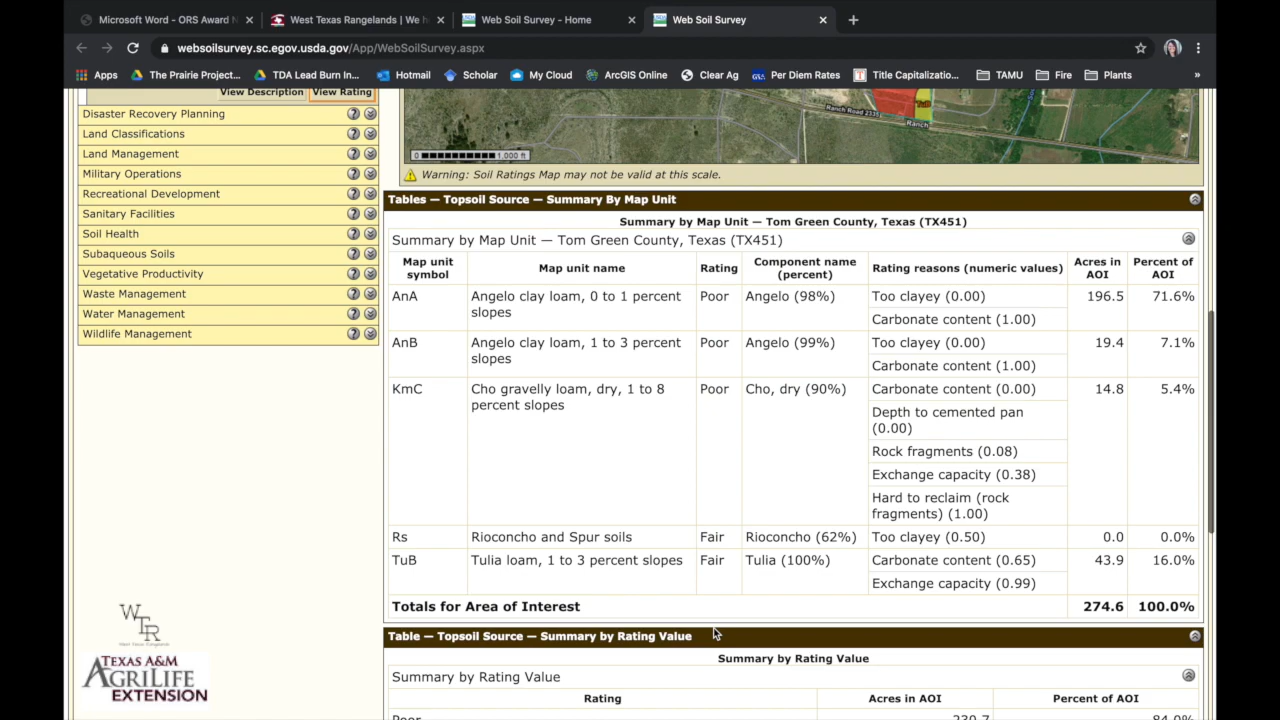 Microsoft Word - ORS Award N
West Texas Rangelands | We h
Web Soil Survey - Home
Web Soil Survey
websoilsurvey.sc.egov.usda.gov/App/WebSoilSurvey.aspx
Apps
The Prairie Project...
TDA Lead Burn In...
Hotmail
Scholar
My Cloud
ArcGIS Online
Clear Ag
Per Diem Rates
Title Capitalizatio...
TAMU
Fire
Plants
»
View Description
View Rating
Disaster Recovery Planning
Land Classifications
Land Management
Military Operations
Recreational Development
Sanitary Facilities
Soil Health
Subaqueous Soils
Vegetative Productivity
Waste Management
Water Management
Wildlife Management
Ranch Road 2335
Ranch
TuB
0 1,000 ft
Warning: Soil Ratings Map may not be valid at this scale.
Tables — Topsoil Source — Summary By Map Unit
Summary by Map Unit — Tom Green County, Texas (TX451)
Summary by Map Unit — Tom Green County, Texas (TX451)
Map unit symbol Map unit name Rating Component name (percent) Rating reasons (numeric values) Acres in AOI Percent of AOI
AnA Angelo clay loam, 0 to 1 percent slopes Poor Angelo (98%) Too clayey (0.00) 196.5 71.6%
Carbonate content (1.00)
AnB Angelo clay loam, 1 to 3 percent slopes Poor Angelo (99%) Too clayey (0.00) 19.4 7.1%
Carbonate content (1.00)
KmC Cho gravelly loam, dry, 1 to 8 percent slopes Poor Cho, dry (90%) Carbonate content (0.00) 14.8 5.4%
Depth to cemented pan (0.00)
Rock fragments (0.08)
Exchange capacity (0.38)
Hard to reclaim (rock fragments) (1.00)
Rs Rioconcho and Spur soils Fair Rioconcho (62%) Too clayey (0.50) 0.0 0.0%
TuB Tulia loam, 1 to 3 percent slopes Fair Tulia (100%) Carbonate content (0.65) 43.9 16.0%
Exchange capacity (0.99)
Totals for Area of Interest 274.6 100.0%
Table — Topsoil Source — Summary by Rating Value
Summary by Rating Value
Summary by Rating Value
Rating Acres in AOI Percent of AOI
Poor 230.7 84.0%
WTR
West Texas Rangelands
TEXAS A&M
AGRILIFE
EXTENSION